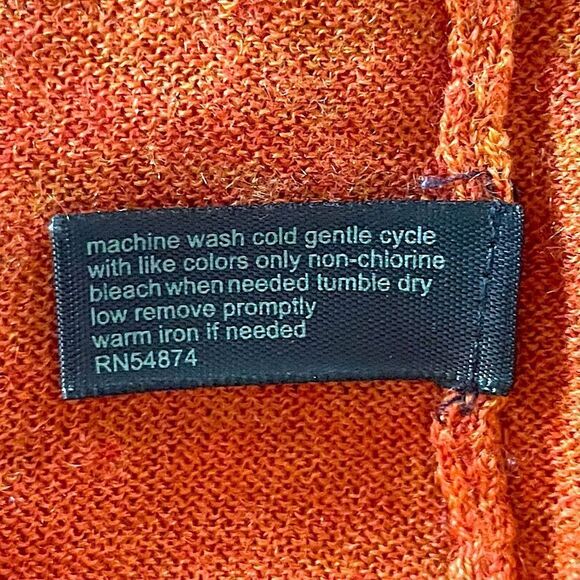 machine wash cold gentle cycle
with like colors only non-chlorine
bleach when needed tumble dry
low remove promptly
warm iron if needed
RN54874